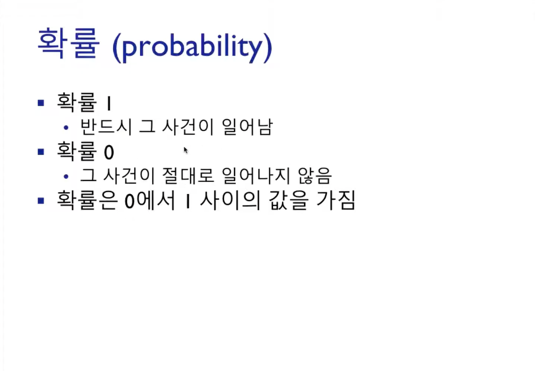 확률 (probability)
▪ 확률 1
• 반드시 그 사건이 일어남
▪ 확률 0
• 그 사건이 절대로 일어나지 않음
▪ 확률은 0에서 1 사이의 값을 가짐